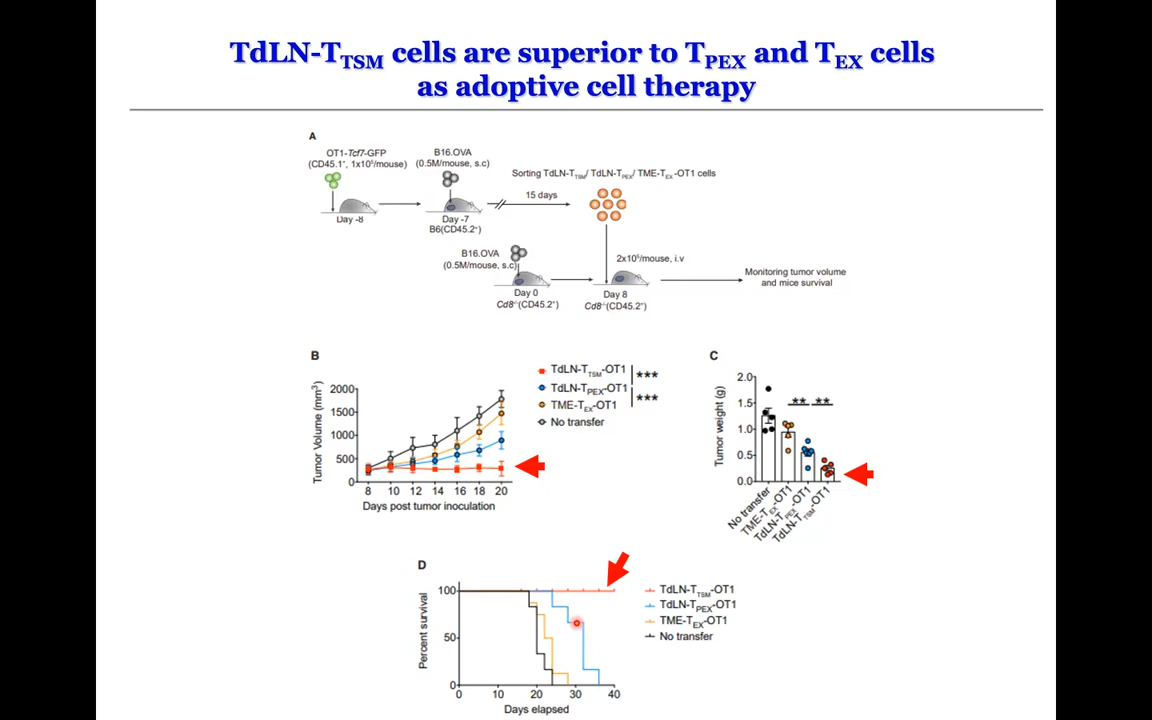 TdLN-TTSM cells are superior to TPEX and TEX cells
as adoptive cell therapy
A
OT1-Tcf7-GFP
(CD45.1+, 1x10⁵/mouse)
B16.OVA
(0.5M/mouse, s.c)
Sorting TdLN-TTSM/ TdLN-TPEX/ TME-TEX-OT1 cells
15 days
Day -8
Day -7
B6(CD45.2+)
B16.OVA
(0.5M/mouse, s.c)
2x10⁵/mouse, i.v
Monitoring tumor volume
and mice survival
Day 0
Cd8-/-(CD45.2+)
Day 8
Cd8-/-(CD45.2+)
B
Tumor Volume (mm³)
2000
1500
1000
500
0
8 10 12 14 16 18 20
Days post tumor inoculation
TdLN-TTSM-OT1
TdLN-TPEX-OT1
TME-TEX-OT1
No transfer
***
***
C
Tumor weight (g)
2.0
1.5
1.0
0.5
0.0
** **
No transfer
TME-TEX-OT1
TdLN-TPEX-OT1
TdLN-TTSM-OT1
D
Percent survival
100
50
0
0 10 20 30 40
Days elapsed
TdLN-TTSM-OT1
TdLN-TPEX-OT1
TME-TEX-OT1
No transfer